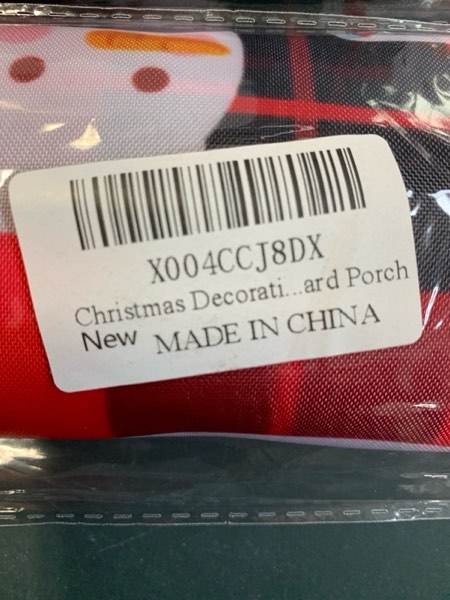 X004CCJ8DX
Christmas Decorati...ard Porch
New MADE IN CHINA